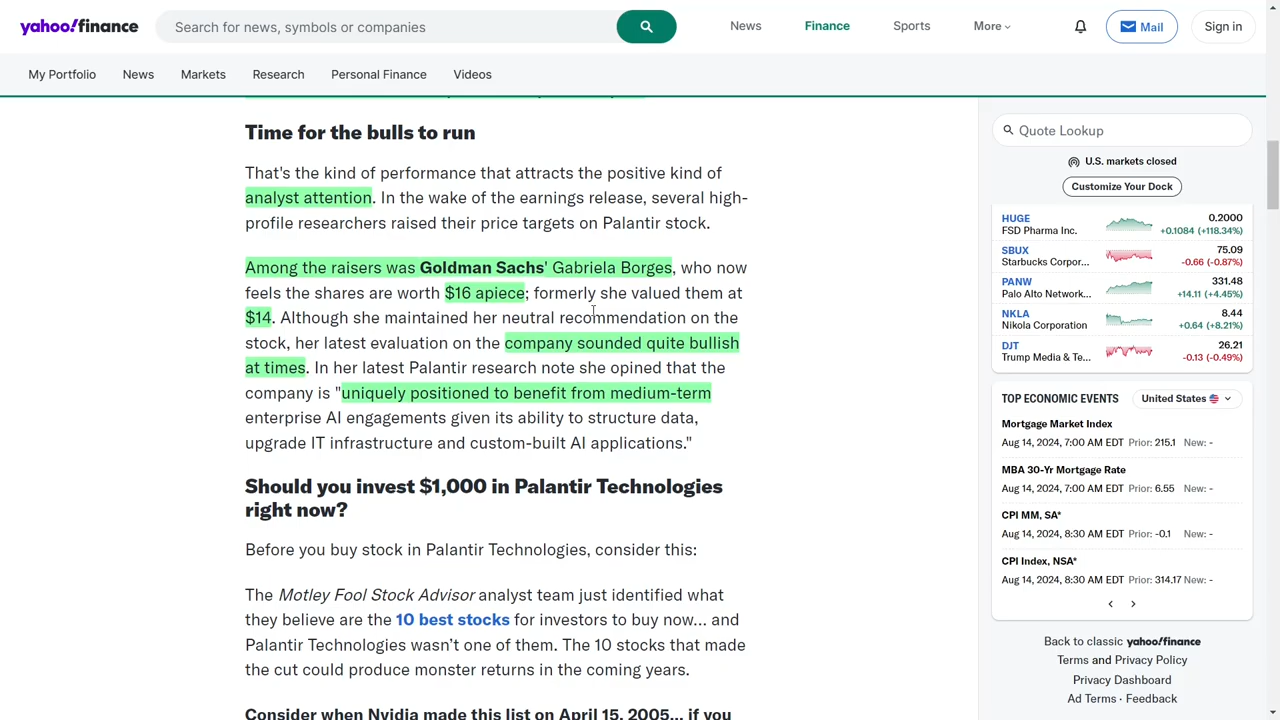 yahoo!finance
Search for news, symbols or companies
News
Finance
Sports
More
Mail
Sign in
My Portfolio
News
Markets
Research
Personal Finance
Videos
Time for the bulls to run
That's the kind of performance that attracts the positive kind of
analyst attention. In the wake of the earnings release, several high-
profile researchers raised their price targets on Palantir stock.
Among the raisers was Goldman Sachs' Gabriela Borges, who now
feels the shares are worth $16 apiece; formerly she valued them at
$14. Although she maintained her neutral recommendation on the
stock, her latest evaluation on the company sounded quite bullish
at times. In her latest Palantir research note she opined that the
company is "uniquely positioned to benefit from medium-term
enterprise AI engagements given its ability to structure data,
upgrade IT infrastructure and custom-built AI applications."
Should you invest $1,000 in Palantir Technologies
right now?
Before you buy stock in Palantir Technologies, consider this:
The Motley Fool Stock Advisor analyst team just identified what
they believe are the 10 best stocks for investors to buy now… and
Palantir Technologies wasn't one of them. The 10 stocks that made
the cut could produce monster returns in the coming years.
Consider when Nvidia made this list on April 15, 2005... if you
Quote Lookup
U.S. markets closed
Customize Your Dock
HUGE 0.2000
FSD Pharma Inc. +0.1084 (+118.34%)
SBUX 75.09
Starbucks Corpor... -0.66 (-0.87%)
PANW 331.48
Palo Alto Network... +14.11 (+4.45%)
NKLA 8.44
Nikola Corporation +0.64 (+8.21%)
DJT 26.21
Trump Media & Te... -0.13 (-0.49%)
TOP ECONOMIC EVENTS United States
Mortgage Market Index
Aug 14, 2024, 7:00 AM EDT Prior: 215.1 New: -
MBA 30-Yr Mortgage Rate
Aug 14, 2024, 7:00 AM EDT Prior: 6.55 New: -
CPI MM, SA*
Aug 14, 2024, 8:30 AM EDT Prior: -0.1 New: -
CPI Index, NSA*
Aug 14, 2024, 8:30 AM EDT Prior: 314.17 New: -
Back to classic yahoo!finance
Terms and Privacy Policy
Privacy Dashboard
Ad Terms · Feedback